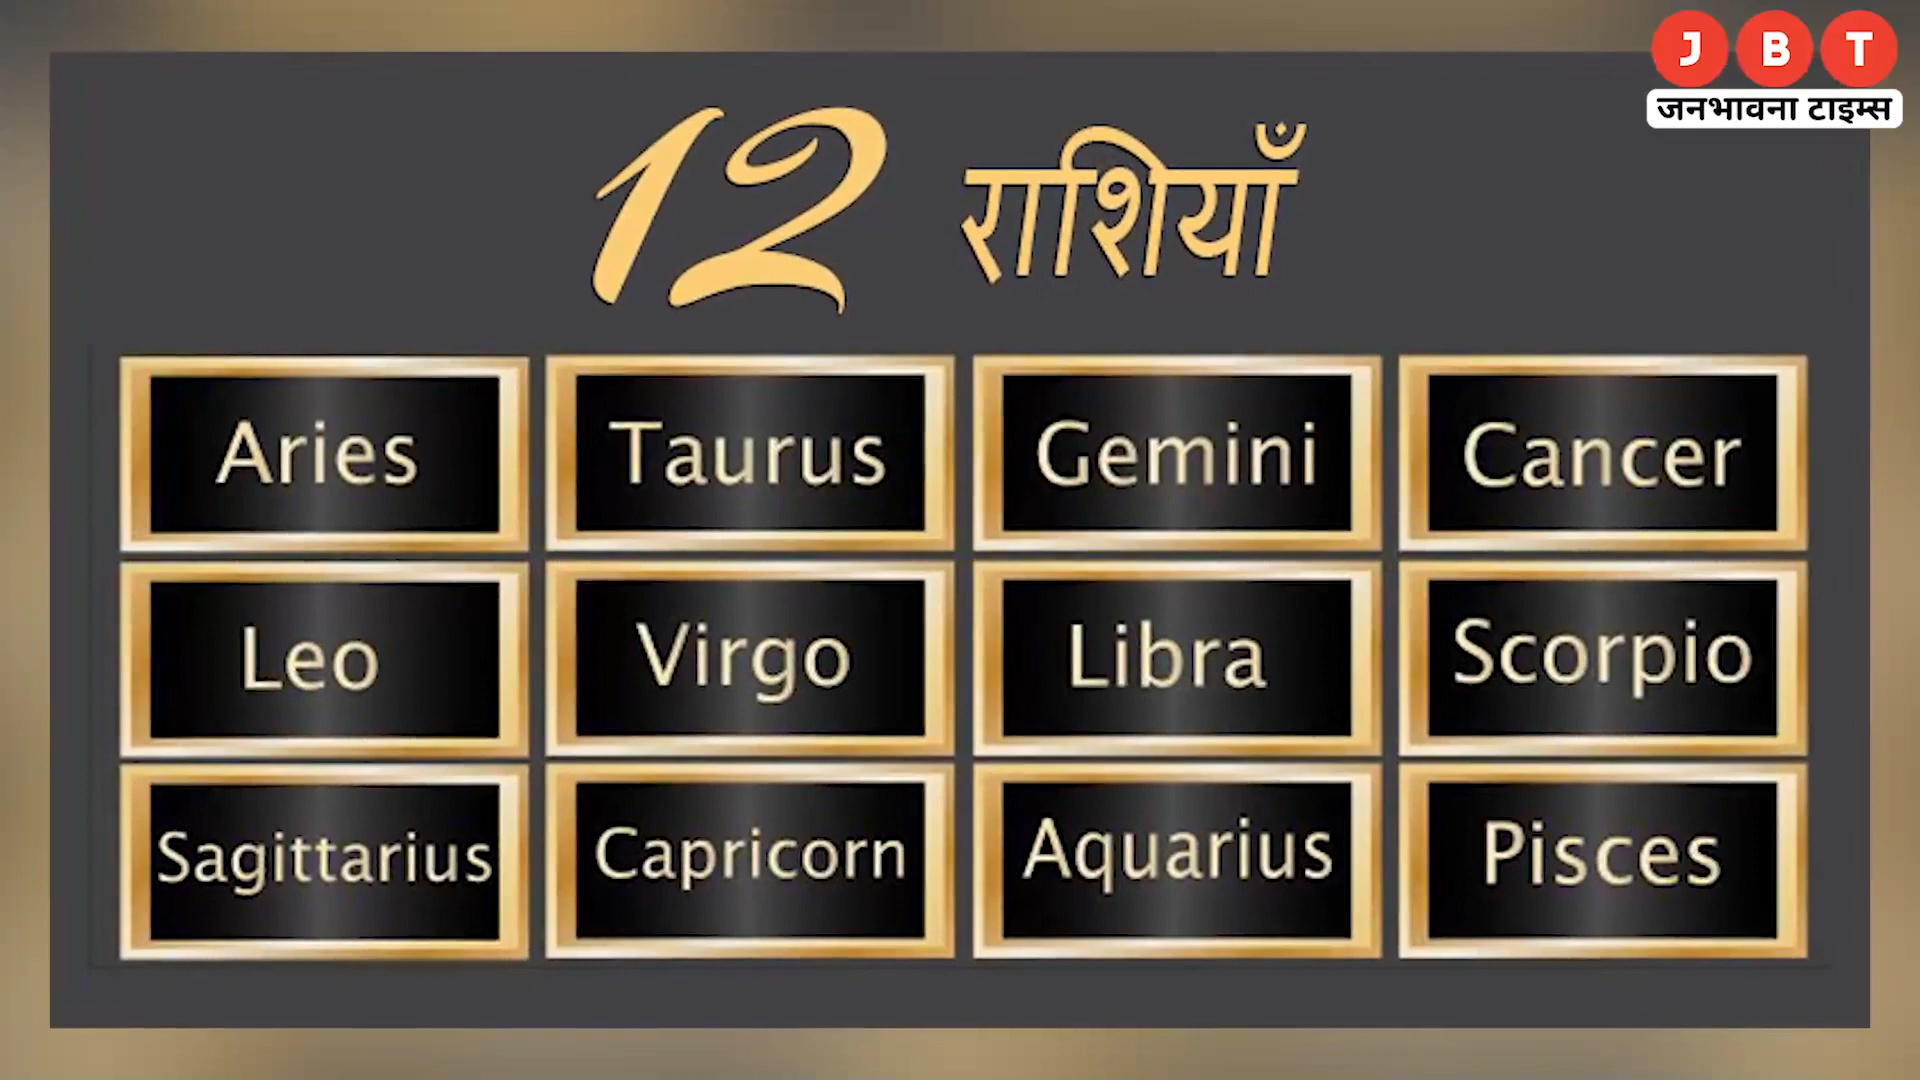 J B T
जनभावना टाइम्स
12 राशियाँ
Aries Taurus Gemini Cancer
Leo Virgo Libra Scorpio
Sagittarius Capricorn Aquarius Pisces